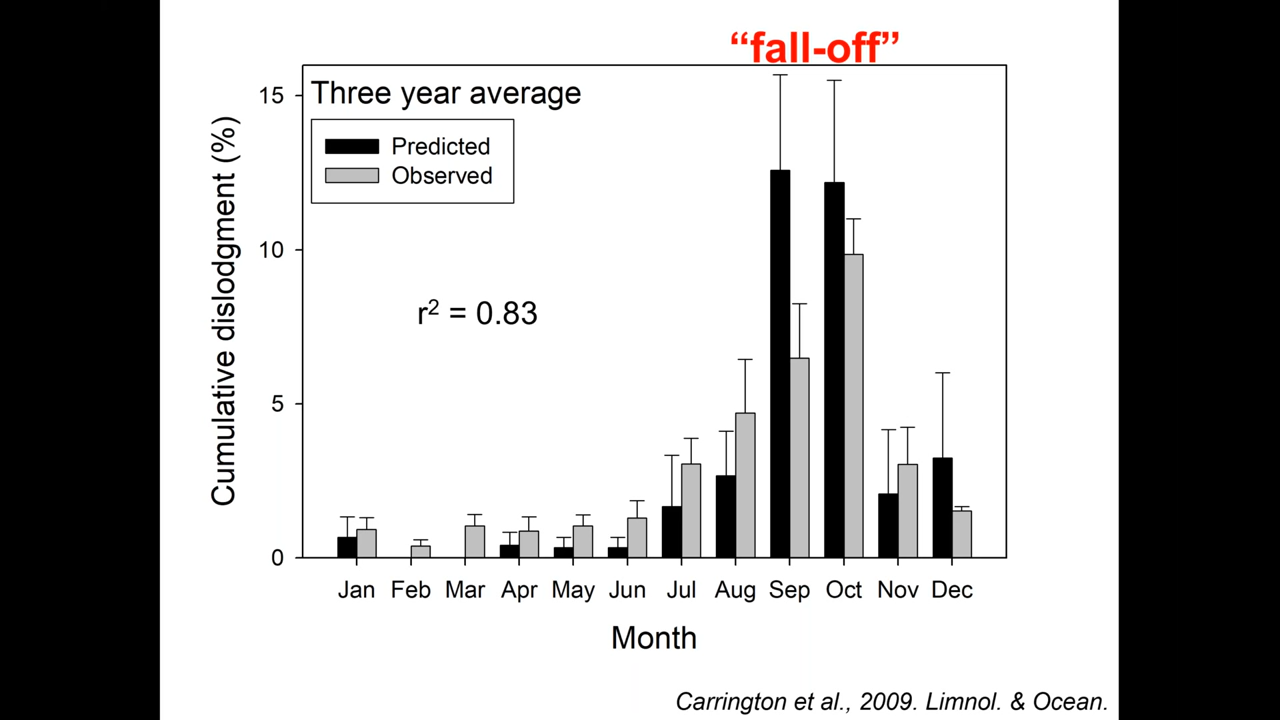 “fall-off”
Three year average
Predicted
Observed
r² = 0.83
Cumulative dislodgment (%)
15
10
5
0
Jan Feb Mar Apr May Jun Jul Aug Sep Oct Nov Dec
Month
Carrington et al., 2009. Limnol. & Ocean.